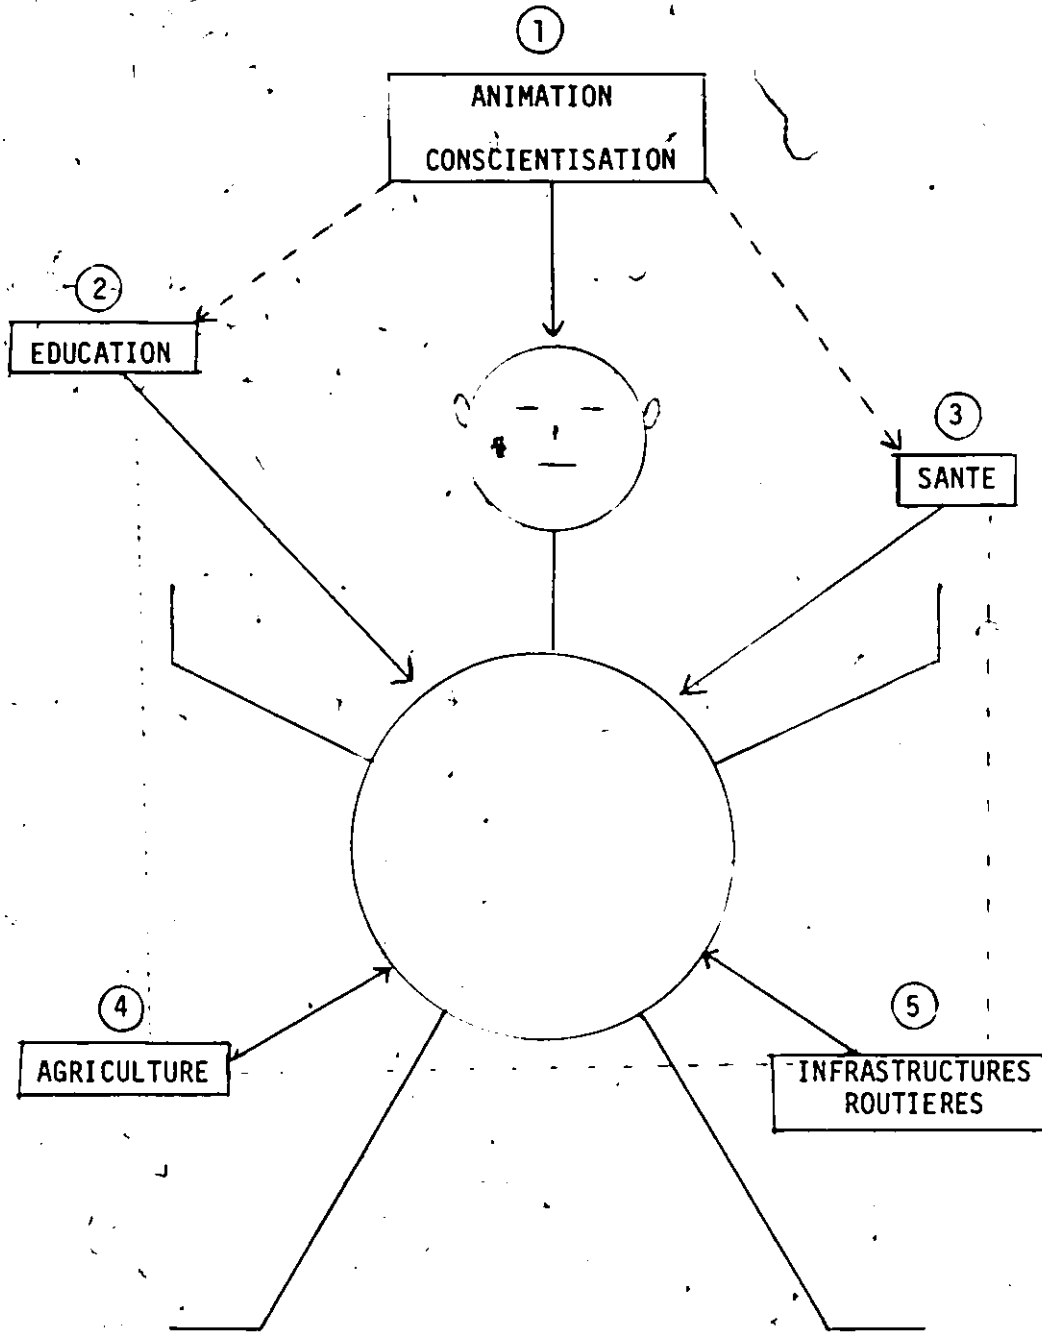 1
ANIMATION
CONSCIENTISATION
2
EDUCATION
3
SANTE
4
AGRICULTURE
5
INFRASTRUCTURES
ROUTIERES